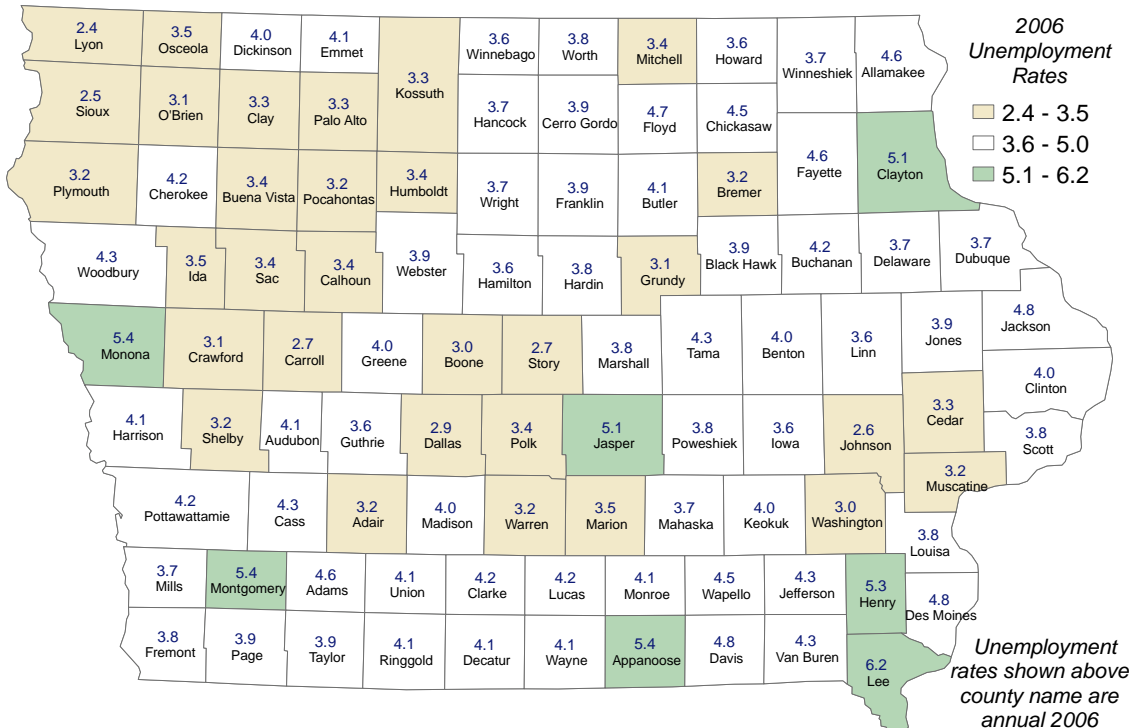 2006
Unemployment
Rates
2.4 - 3.5
3.6 - 5.0
5.1 - 6.2
2.4
Lyon
3.5
Osceola
4.0
Dickinson
4.1
Emmet
3.3
Kossuth
3.6
Winnebago
3.8
Worth
3.4
Mitchell
3.6
Howard
3.7
Winneshiek
4.6
Allamakee
2.5
Sioux
3.1
O'Brien
3.3
Clay
3.3
Palo Alto
3.7
Hancock
3.9
Cerro Gordo
4.7
Floyd
4.5
Chickasaw
4.6
Fayette
5.1
Clayton
3.2
Plymouth
4.2
Cherokee
3.4
Buena Vista
3.2
Pocahontas
3.4
Humboldt
3.7
Wright
3.9
Franklin
4.1
Butler
3.2
Bremer
4.3
Woodbury
3.5
Ida
3.4
Sac
3.4
Calhoun
3.9
Webster
3.6
Hamilton
3.8
Hardin
3.1
Grundy
3.9
Black Hawk
4.2
Buchanan
3.7
Delaware
3.7
Dubuque
5.4
Monona
3.1
Crawford
2.7
Carroll
4.0
Greene
3.0
Boone
2.7
Story
3.8
Marshall
4.3
Tama
4.0
Benton
3.6
Linn
3.9
Jones
4.8
Jackson
4.0
Clinton
4.1
Harrison
3.2
Shelby
4.1
Audubon
3.6
Guthrie
2.9
Dallas
3.4
Polk
5.1
Jasper
3.8
Poweshiek
3.6
Iowa
2.6
Johnson
3.3
Cedar
3.8
Scott
3.2
Muscatine
4.2
Pottawattamie
4.3
Cass
3.2
Adair
4.0
Madison
3.2
Warren
3.5
Marion
3.7
Mahaska
4.0
Keokuk
3.0
Washington
3.8
Louisa
3.7
Mills
5.4
Montgomery
4.6
Adams
4.1
Union
4.2
Clarke
4.2
Lucas
4.1
Monroe
4.5
Wapello
4.3
Jefferson
5.3
Henry
4.8
Des Moines
3.8
Fremont
3.9
Page
3.9
Taylor
4.1
Ringgold
4.1
Decatur
4.1
Wayne
5.4
Appanoose
4.8
Davis
4.3
Van Buren
6.2
Lee
Unemployment
rates shown above
county name are
annual 2006